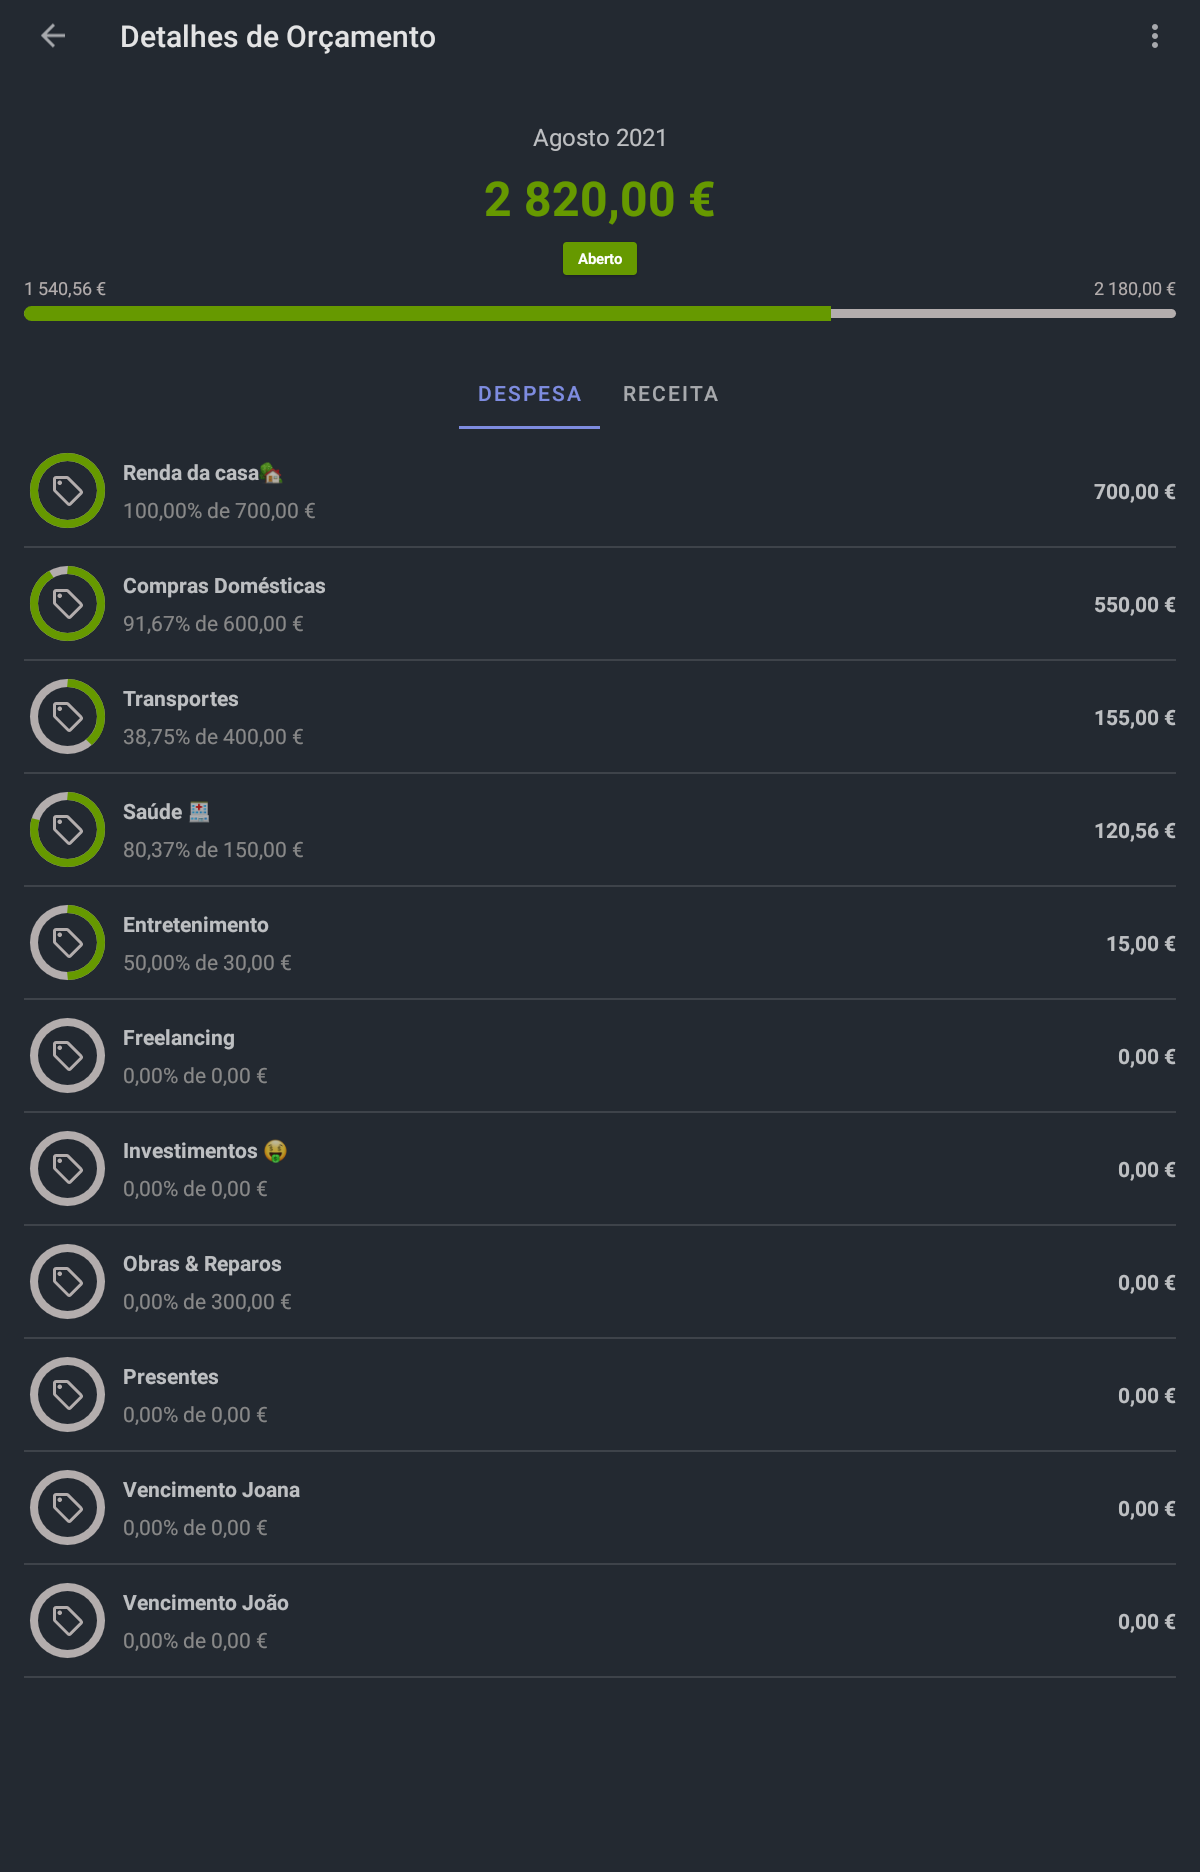 Detalhes de Orçamento
Agosto 2021
2 820,00 €
Aberto
1 540,56 €
2 180,00 €
DESPESA
RECEITA
Renda da casa🏡
100,00% de 700,00 €
700,00 €
Compras Domésticas
91,67% de 600,00 €
550,00 €
Transportes
38,75% de 400,00 €
155,00 €
Saúde 🏥
80,37% de 150,00 €
120,56 €
Entretenimento
50,00% de 30,00 €
15,00 €
Freelancing
0,00% de 0,00 €
0,00 €
Investimentos 🤑
0,00% de 0,00 €
0,00 €
Obras & Reparos
0,00% de 300,00 €
0,00 €
Presentes
0,00% de 0,00 €
0,00 €
Vencimento Joana
0,00% de 0,00 €
0,00 €
Vencimento João
0,00% de 0,00 €
0,00 €